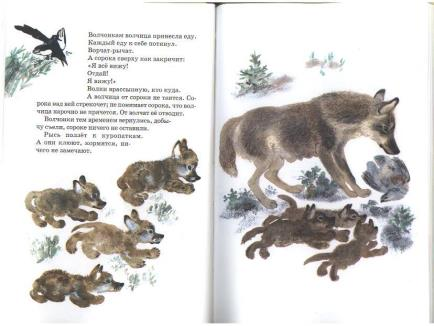 Волчонкам волчица принесла еду.
Каждый еду к себе потянул.
Ворчат-рычат.
А сорока сверху как закричит:
«Я всё вижу!
Отдай!
Я вижу!»
Волки врассыпную, кто куда.
А волчица от сороки не таится. Со-
рока над ней стрекочет; не понимает сорока, что вол-
чица нарочно не прячется. От волчат её отводит.
Волчонки тем временем вернулись, добы-
чу съели, сороке ничего не оставили.
Рысь ползёт к куропаткам.
А они клюют, кормятся, ни-
чего не замечают.